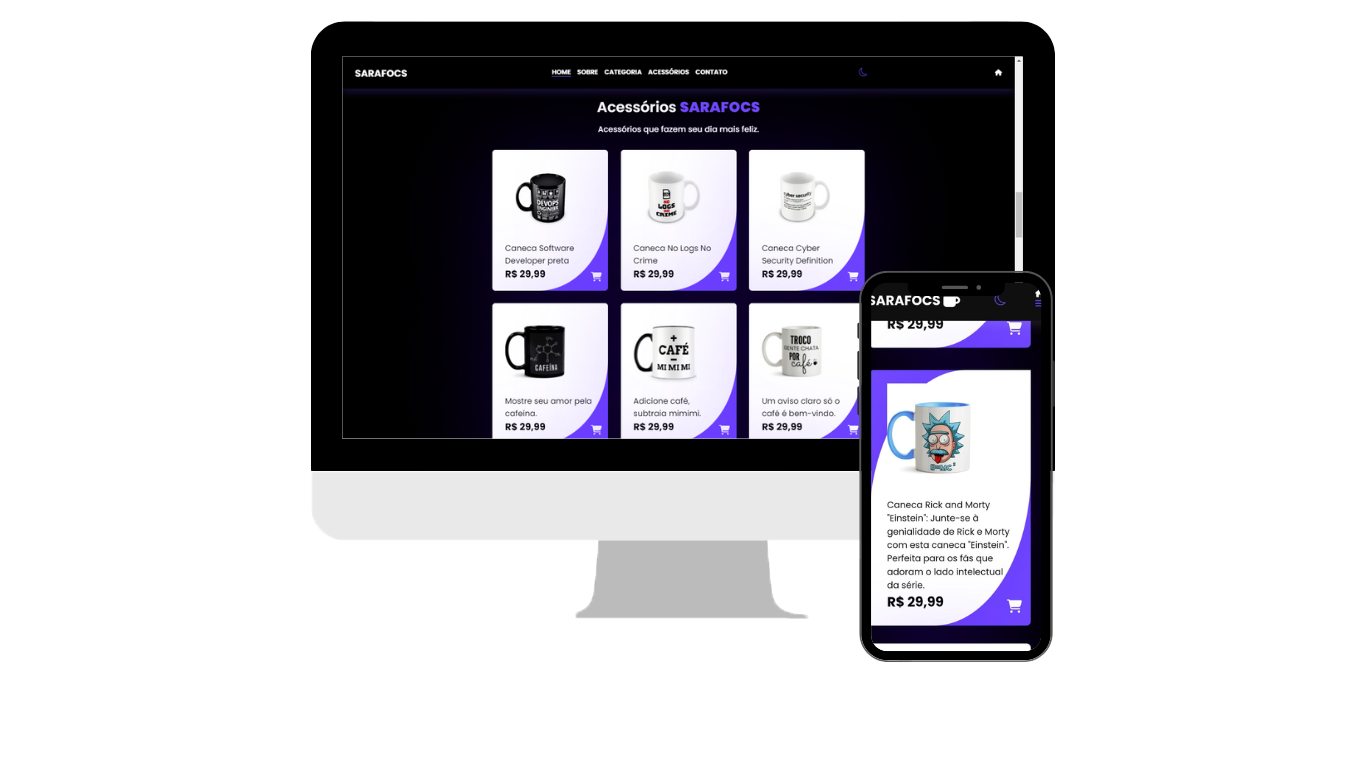 SARAFOCS
HOME SOBRE CATEGORIA ACESSÓRIOS CONTATO
Acessórios SARAFOCS
Acessórios que fazem seu dia mais feliz.
DEVOPS
ENGINEER
NO
LOGS
NO
CRIME
cyber security
Caneca Software
Developer preta
R$ 29,99
Caneca No Logs No
Crime
R$ 29,99
Caneca Cyber
Security Definition
R$ 29,99
CAFEÍNA
+
CAFÉ
–
MI MI MI
TROCO
GENTE CHATA
POR
café
Mostre seu amor pela
cafeína.
R$ 29,99
Adicione café,
subtraia mimimi.
R$ 29,99
Um aviso claro só o
café é bem-vindo.
R$ 29,99
SARAFOCS
R$ 29,99
Caneca Rick and Morty
"Einstein": Junte-se à
genialidade de Rick e Morty
com esta caneca "Einstein".
Perfeita para os fãs que
adoram o lado intelectual
da série.
R$ 29,99